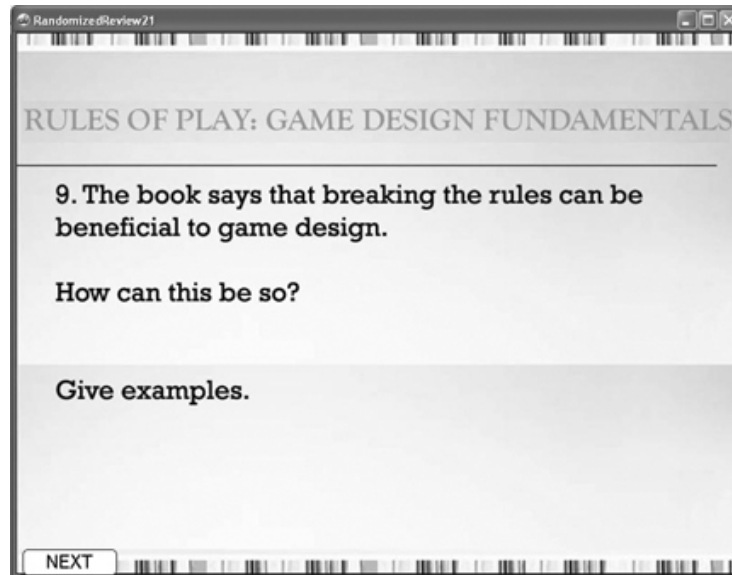 RandomizedReview21
RULES OF PLAY: GAME DESIGN FUNDAMENTALS
9. The book says that breaking the rules can be
beneficial to game design.
How can this be so?
Give examples.
NEXT